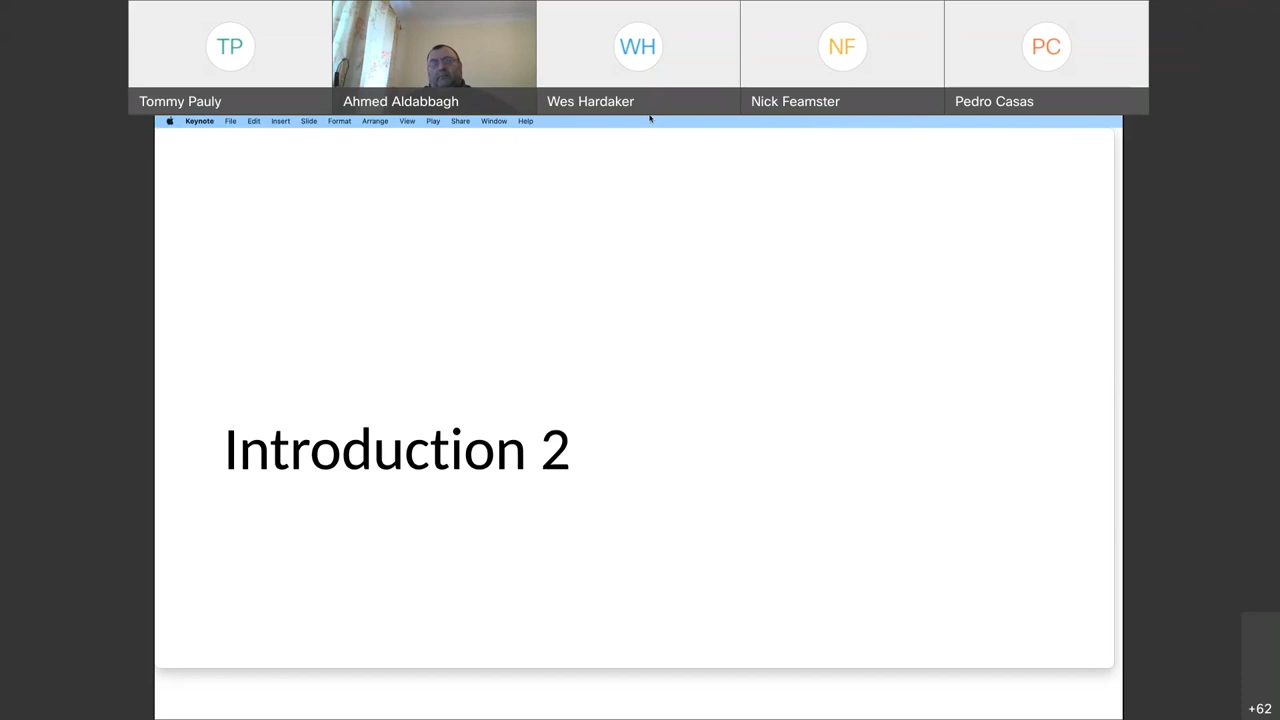 TP
WH
NF
PC
Tommy Pauly
Ahmed Aldabbagh
Wes Hardaker
Nick Feamster
Pedro Casas
Keynote File Edit Insert Slide Format Arrange View Play Share Window Help
Introduction 2
+62